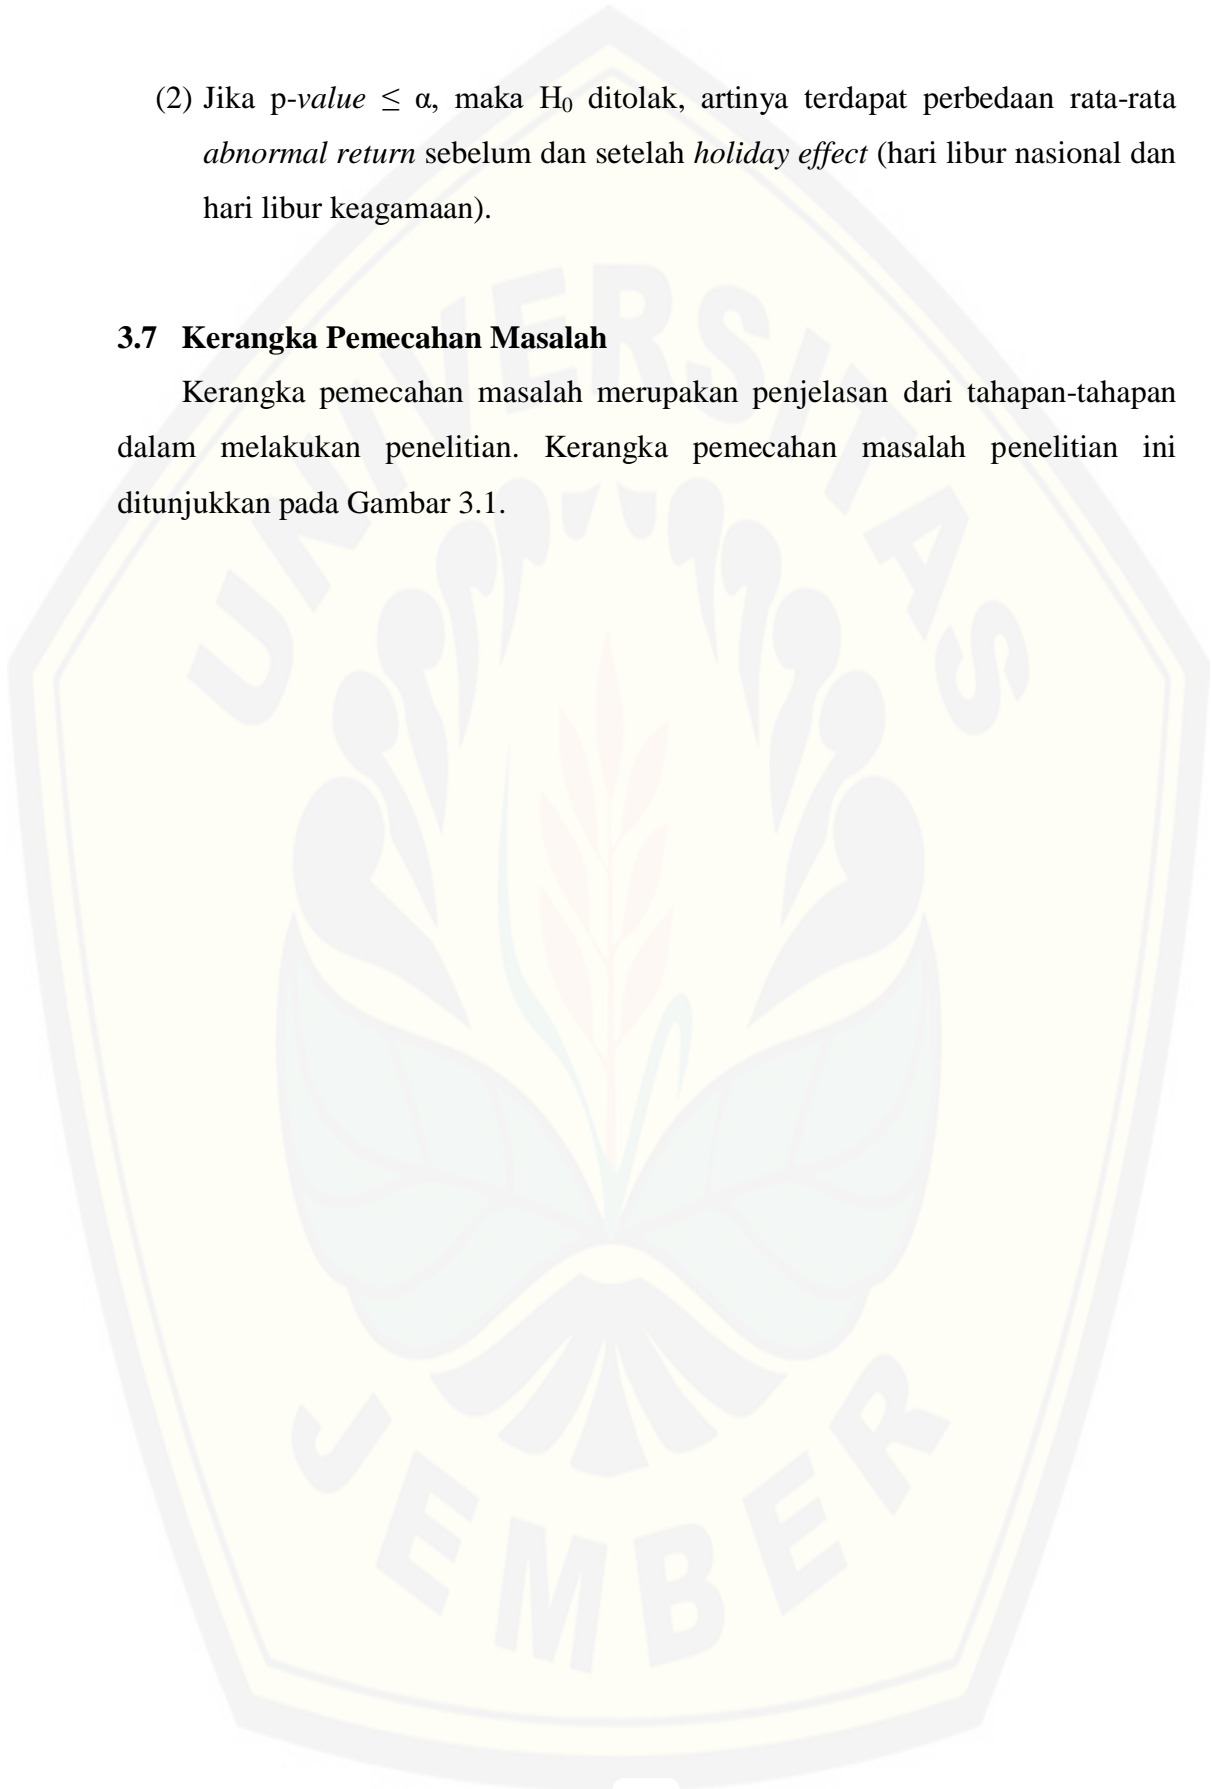 (2) Jika p-value ≤ α, maka H₀ ditolak, artinya terdapat perbedaan rata-rata
abnormal return sebelum dan setelah holiday effect (hari libur nasional dan
hari libur keagamaan).
3.7 Kerangka Pemecahan Masalah
Kerangka pemecahan masalah merupakan penjelasan dari tahapan-tahapan
dalam melakukan penelitian. Kerangka pemecahan masalah penelitian ini
ditunjukkan pada Gambar 3.1.
UNIVERSITAS
JEMBER